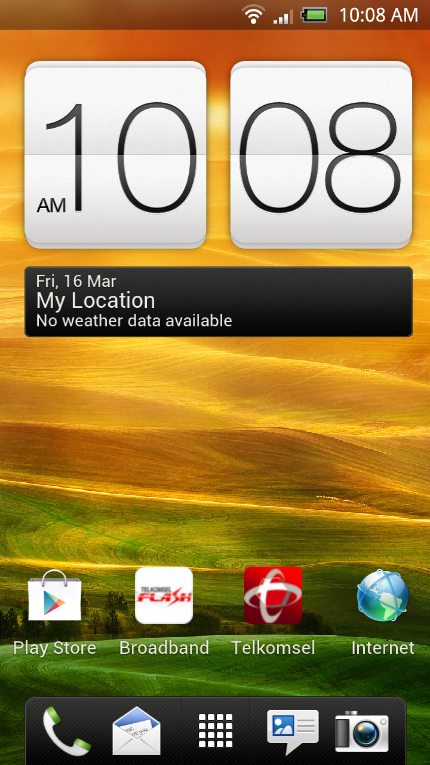 10:08 AM
10 08
AM
Fri, 16 Mar
My Location
No weather data available
TELKOMSEL
FLASH
Play Store
Broadband
Telkomsel
Internet